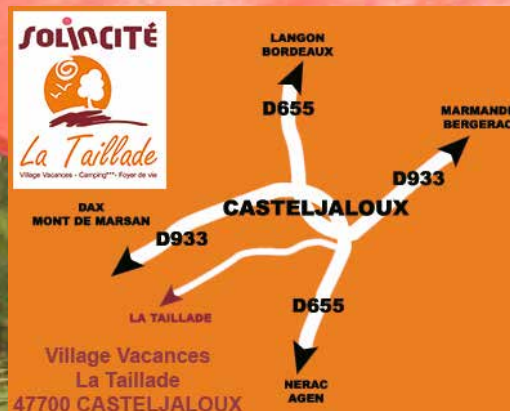 SOLINCITÉ
La Taillade
Village Vacances - Camping*** - Foyer de vie
LANGON
BORDEAUX
D655
MARMANDE
BERGERAC
D933
CASTELJALOUX
DAX
MONT DE MARSAN
D933
LA TAILLADE
D655
NERAC
AGEN
Village Vacances
La Taillade
47700 CASTELJALOUX